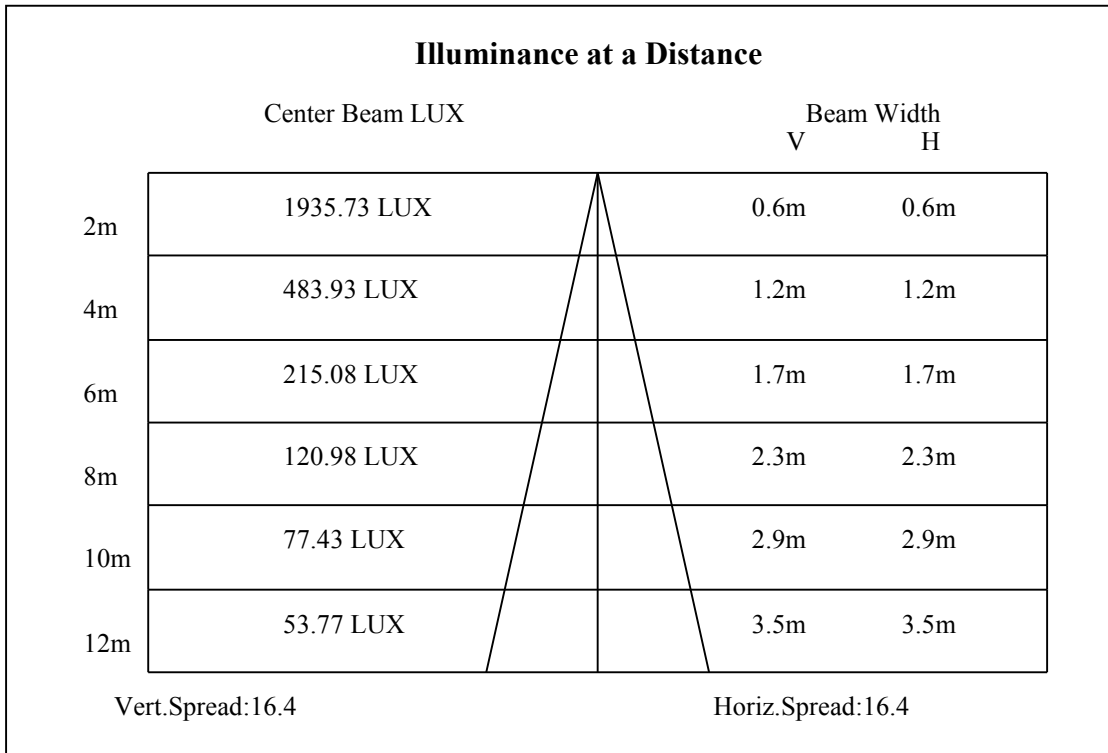 Illuminance at a Distance
Center Beam LUX Beam Width
V H
2m 1935.73 LUX 0.6m 0.6m
4m 483.93 LUX 1.2m 1.2m
6m 215.08 LUX 1.7m 1.7m
8m 120.98 LUX 2.3m 2.3m
10m 77.43 LUX 2.9m 2.9m
12m 53.77 LUX 3.5m 3.5m
Vert.Spread:16.4 Horiz.Spread:16.4